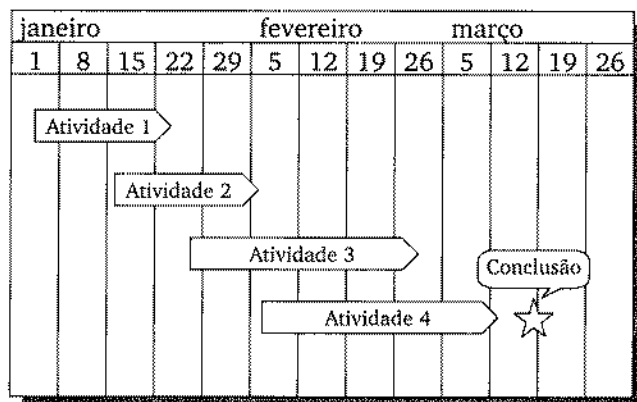 janeiro fevereiro março
1 8 15 22 29 5 12 19 26 5 12 19 26
Atividade 1
Atividade 2
Atividade 3
Conclusão
Atividade 4